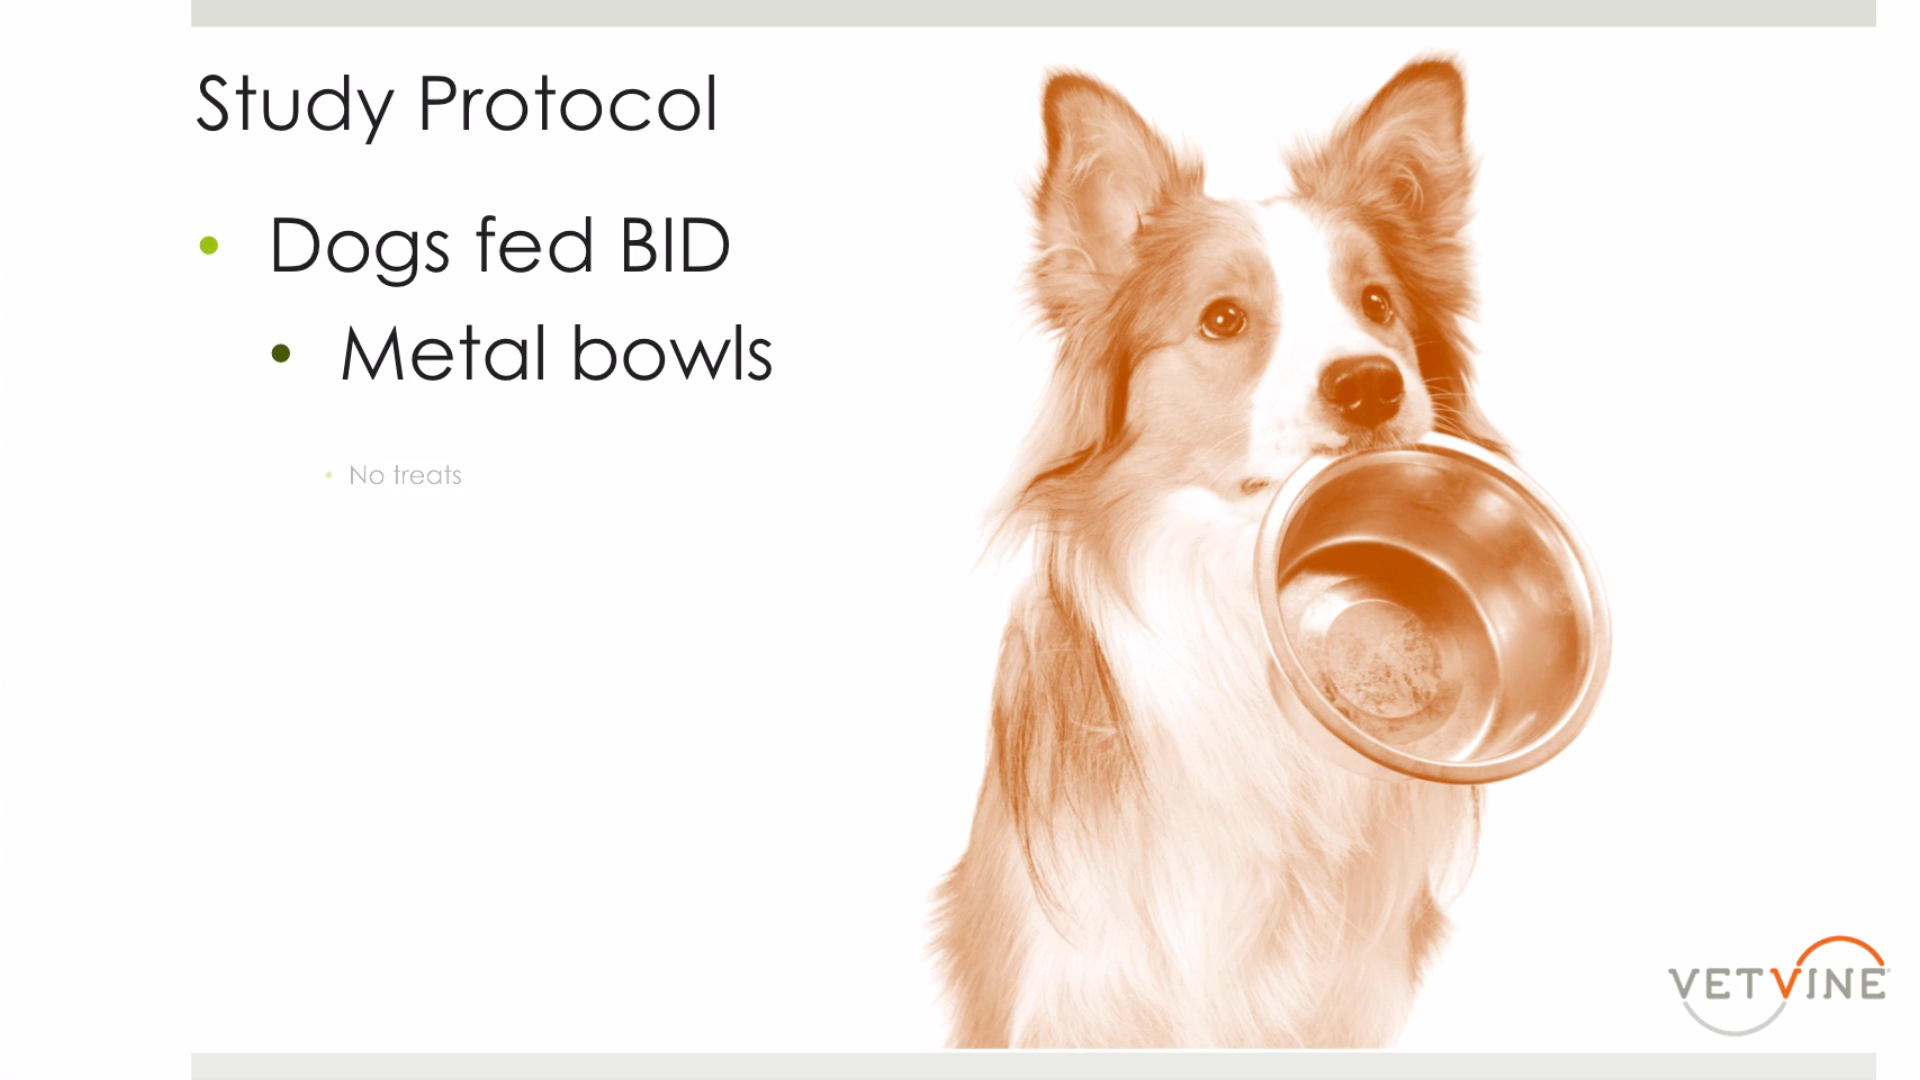 Study Protocol
• Dogs fed BID
• Metal bowls
• No treats
VETVINE